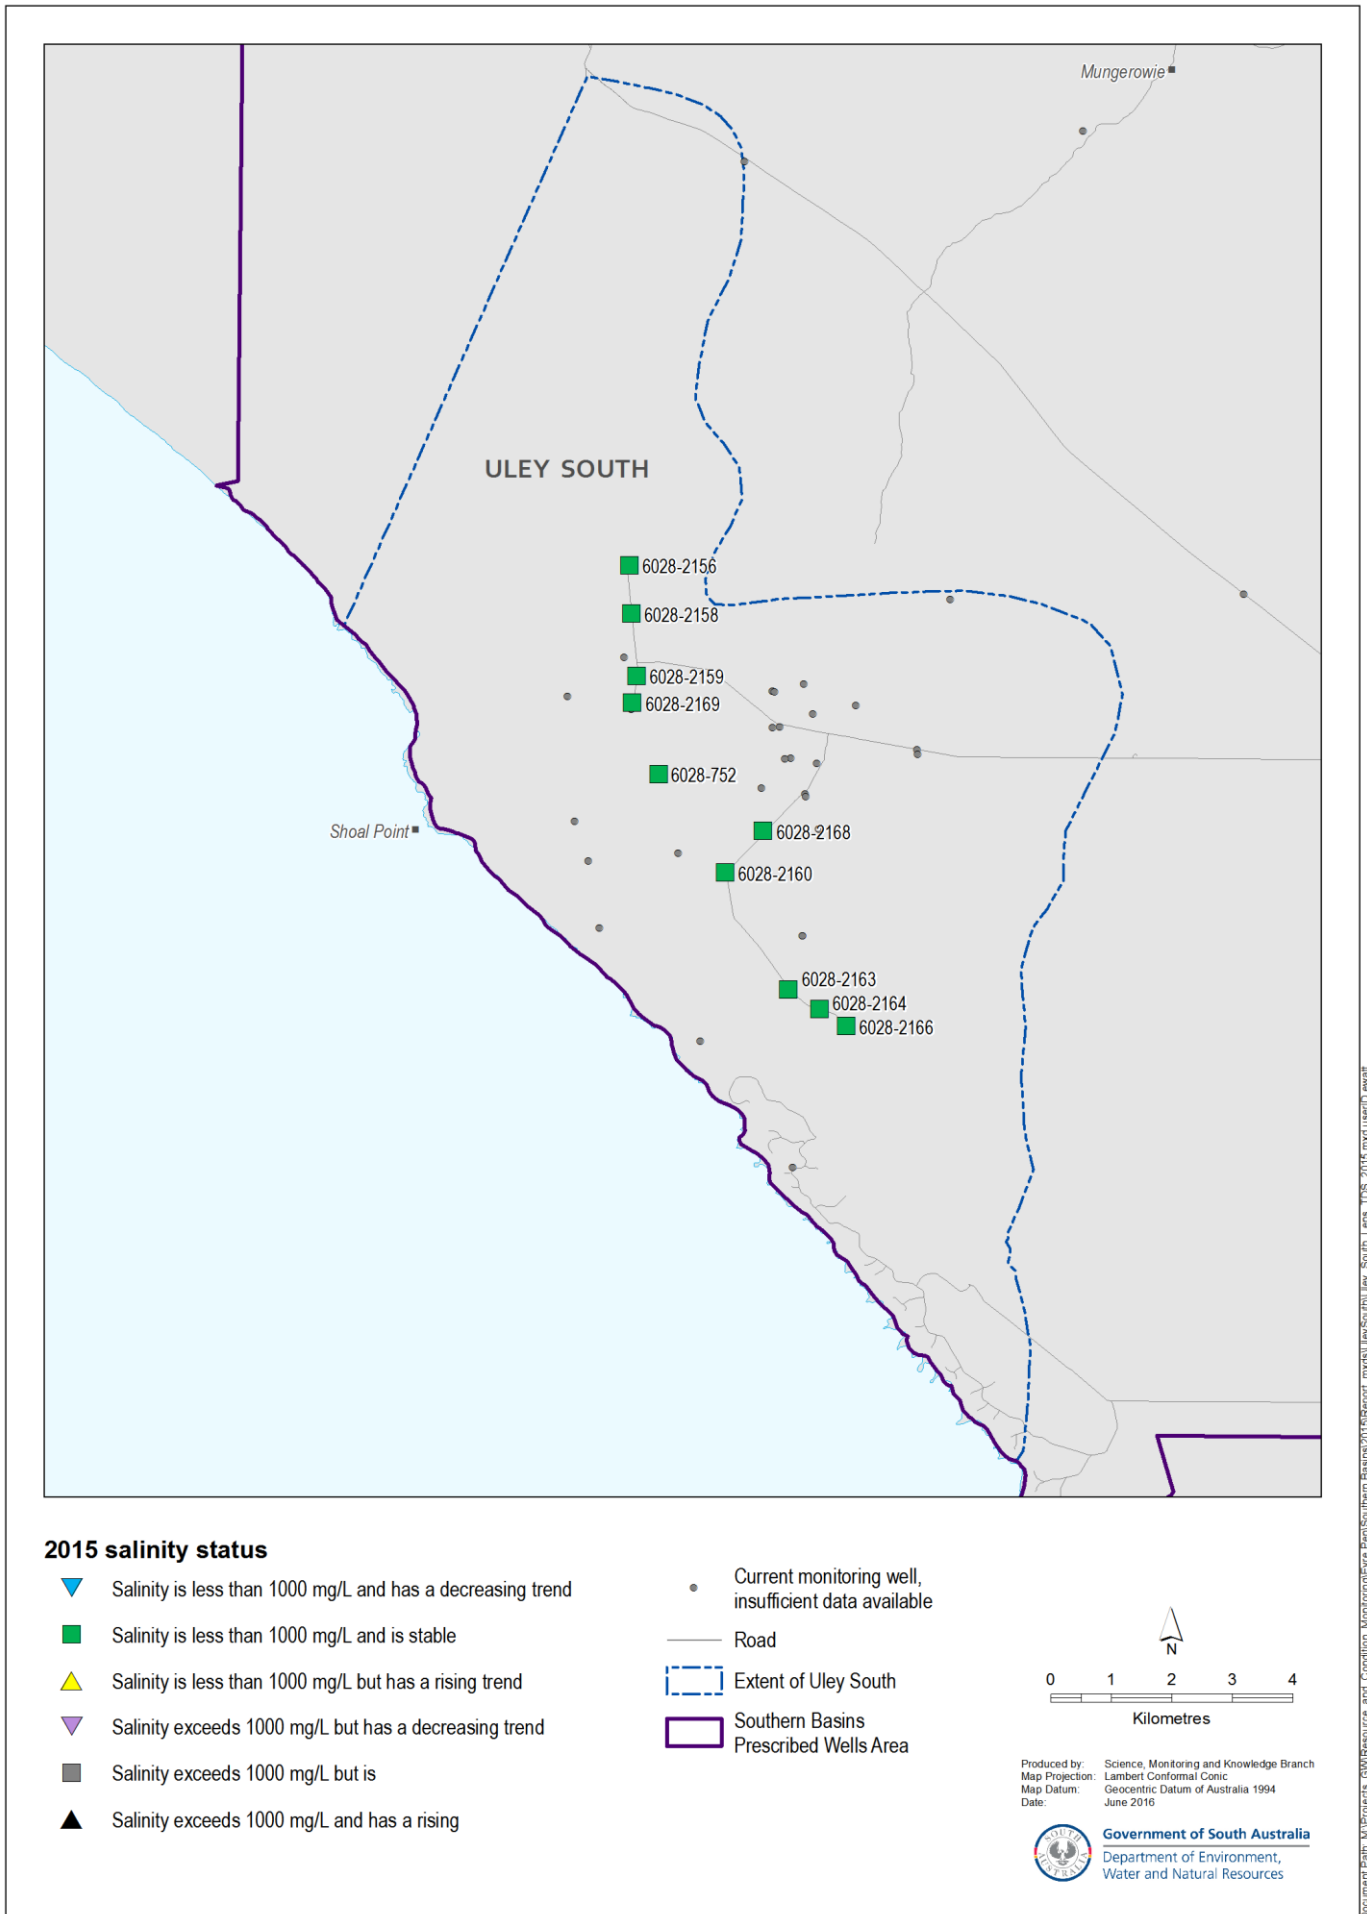 Mungerowie
ULEY SOUTH
6028-2156
6028-2158
6028-2159
6028-2169
6028-752
Shoal Point
6028-2168
6028-2160
6028-2163
6028-2164
6028-2166
2015 salinity status
Salinity is less than 1000 mg/L and has a decreasing trend
Salinity is less than 1000 mg/L and is stable
Salinity is less than 1000 mg/L but has a rising trend
Salinity exceeds 1000 mg/L but has a decreasing trend
Salinity exceeds 1000 mg/L but is
Salinity exceeds 1000 mg/L and has a rising
Current monitoring well,
insufficient data available
Road
Extent of Uley South
Southern Basins
Prescribed Wells Area
N
0 1 2 3 4
Kilometres
Produced by: Science, Monitoring and Knowledge Branch
Map Projection: Lambert Conformal Conic
Map Datum: Geocentric Datum of Australia 1994
Date: June 2016
SOUTH AUSTRALIA
Government of South Australia
Department of Environment,
Water and Natural Resources